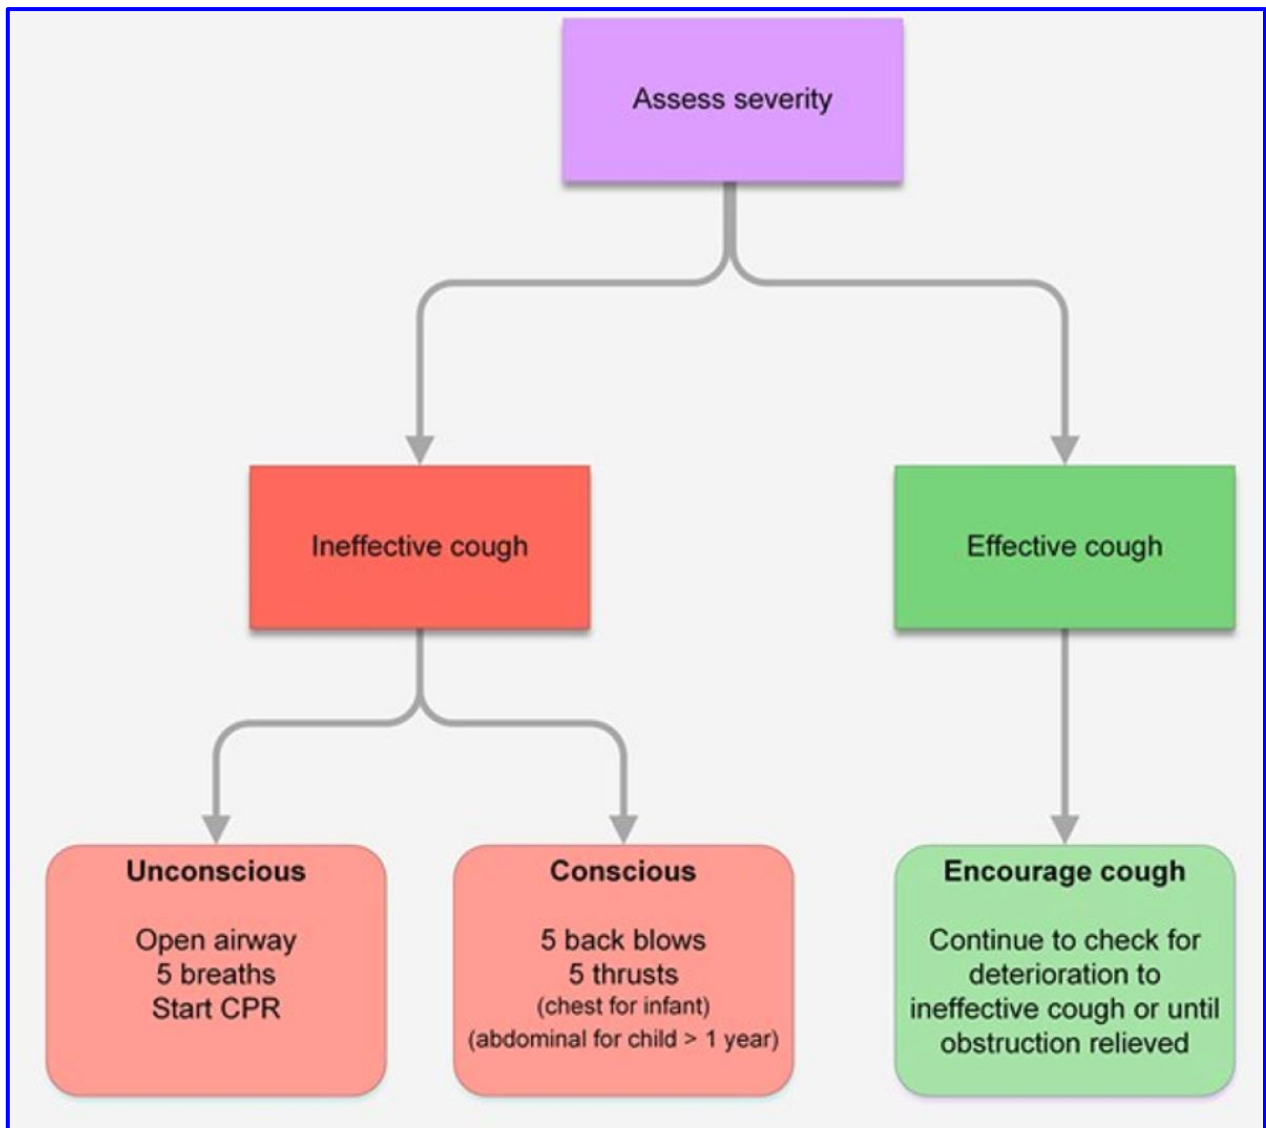 Assess severity
Ineffective cough
Effective cough
Unconscious
Open airway
5 breaths
Start CPR
Conscious
5 back blows
5 thrusts
(chest for infant)
(abdominal for child > 1 year)
Encourage cough
Continue to check for
deterioration to
ineffective cough or until
obstruction relieved